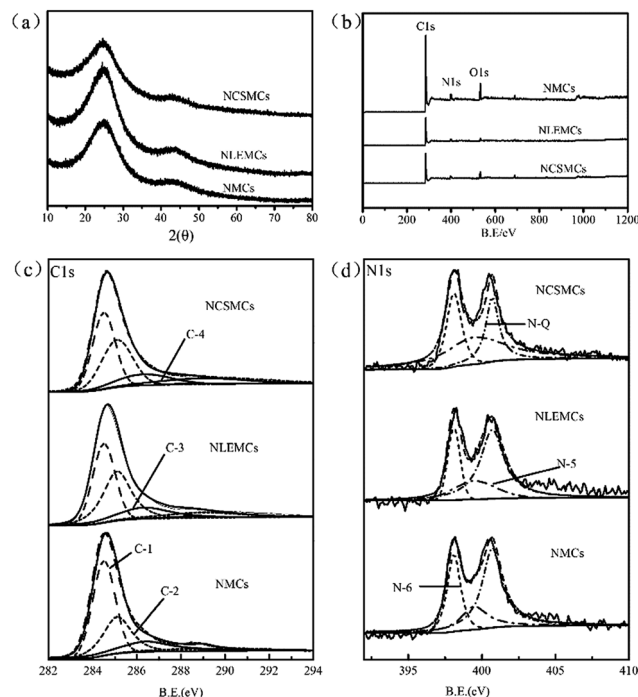 (a)
NCSMCs
NLEMCs
NMCs
10 20 30 40 50 60 70 80
2(θ)
(b)
C1s
N1s
O1s
NMCs
NLEMCs
NCSMCs
0 200 400 600 800 1000 1200
B.E/eV
(c) C1s
NCSMCs
C-4
NLEMCs
C-3
C-1
C-2
NMCs
282 284 286 288 290 292 294
B.E.(eV)
(d) N1s
NCSMCs
N-Q
NLEMCs
N-5
NMCs
N-6
395 400 405 410
B.E.(cV)